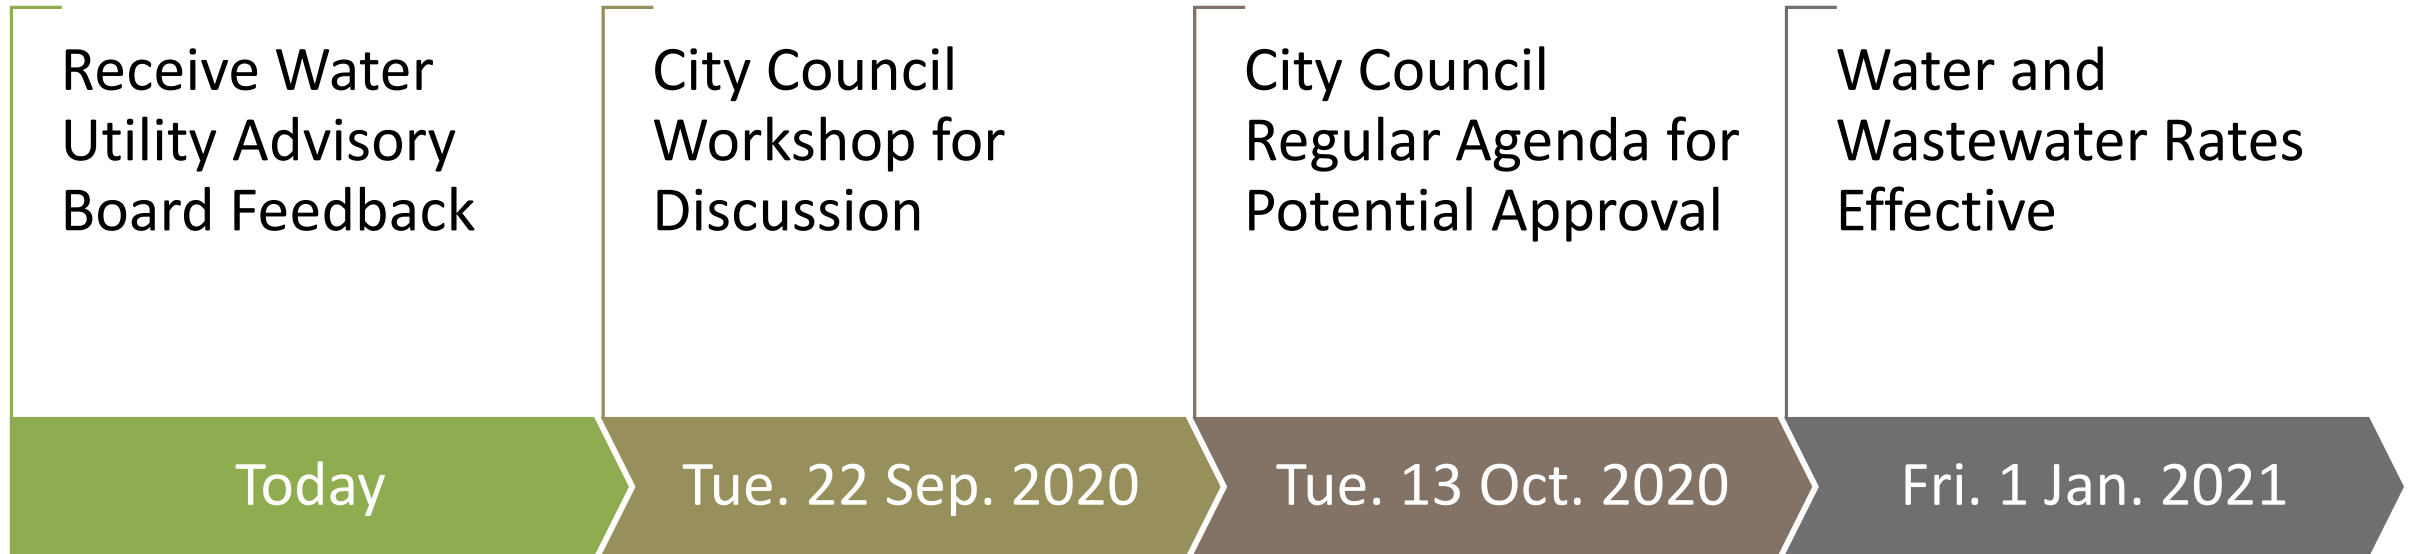 Receive Water
Utility Advisory
Board Feedback
Today
City Council
Workshop for
Discussion
Tue. 22 Sep. 2020
City Council
Regular Agenda for
Potential Approval
Tue. 13 Oct. 2020
Water and
Wastewater Rates
Effective
Fri. 1 Jan. 2021